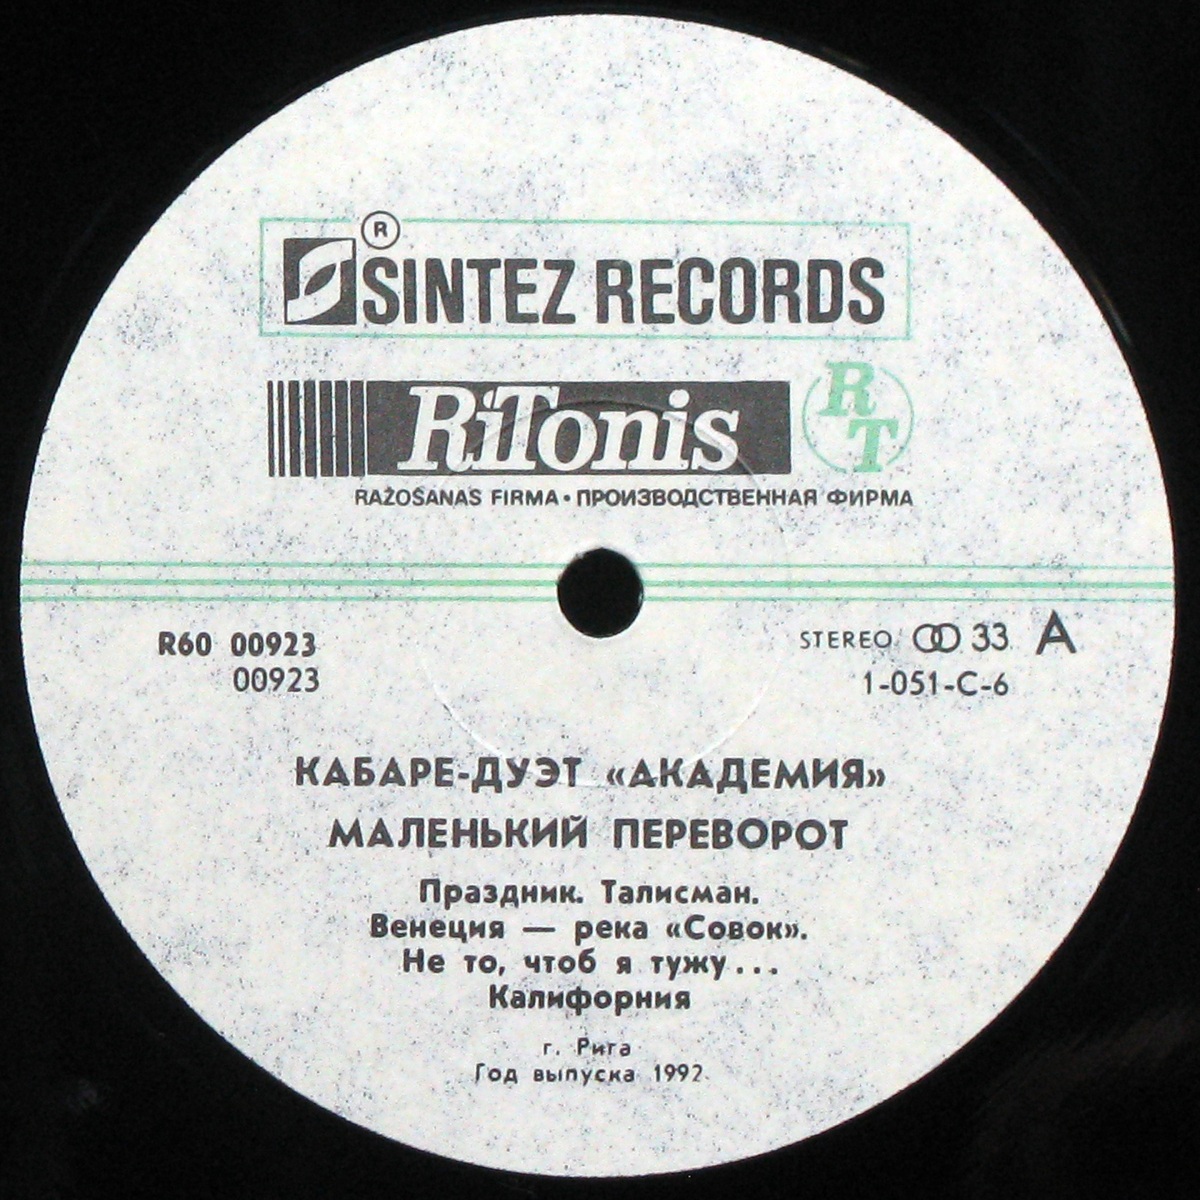 ®
SINTEZ RECORDS
RiTonis
RT
RAŽOŠANAS FIRMA • ПРОИЗВОДСТВЕННАЯ ФИРМА
R60 00923
00923
STEREO 33 A
1-051-C-6
КАБАРЕ-ДУЭТ «АКАДЕМИЯ»
МАЛЕНЬКИЙ ПЕРЕВОРОТ
Праздник. Талисман.
Венеция — река «Совок».
Не то, чтоб я тужу...
Калифорния
г. Рига
Год выпуска 1992